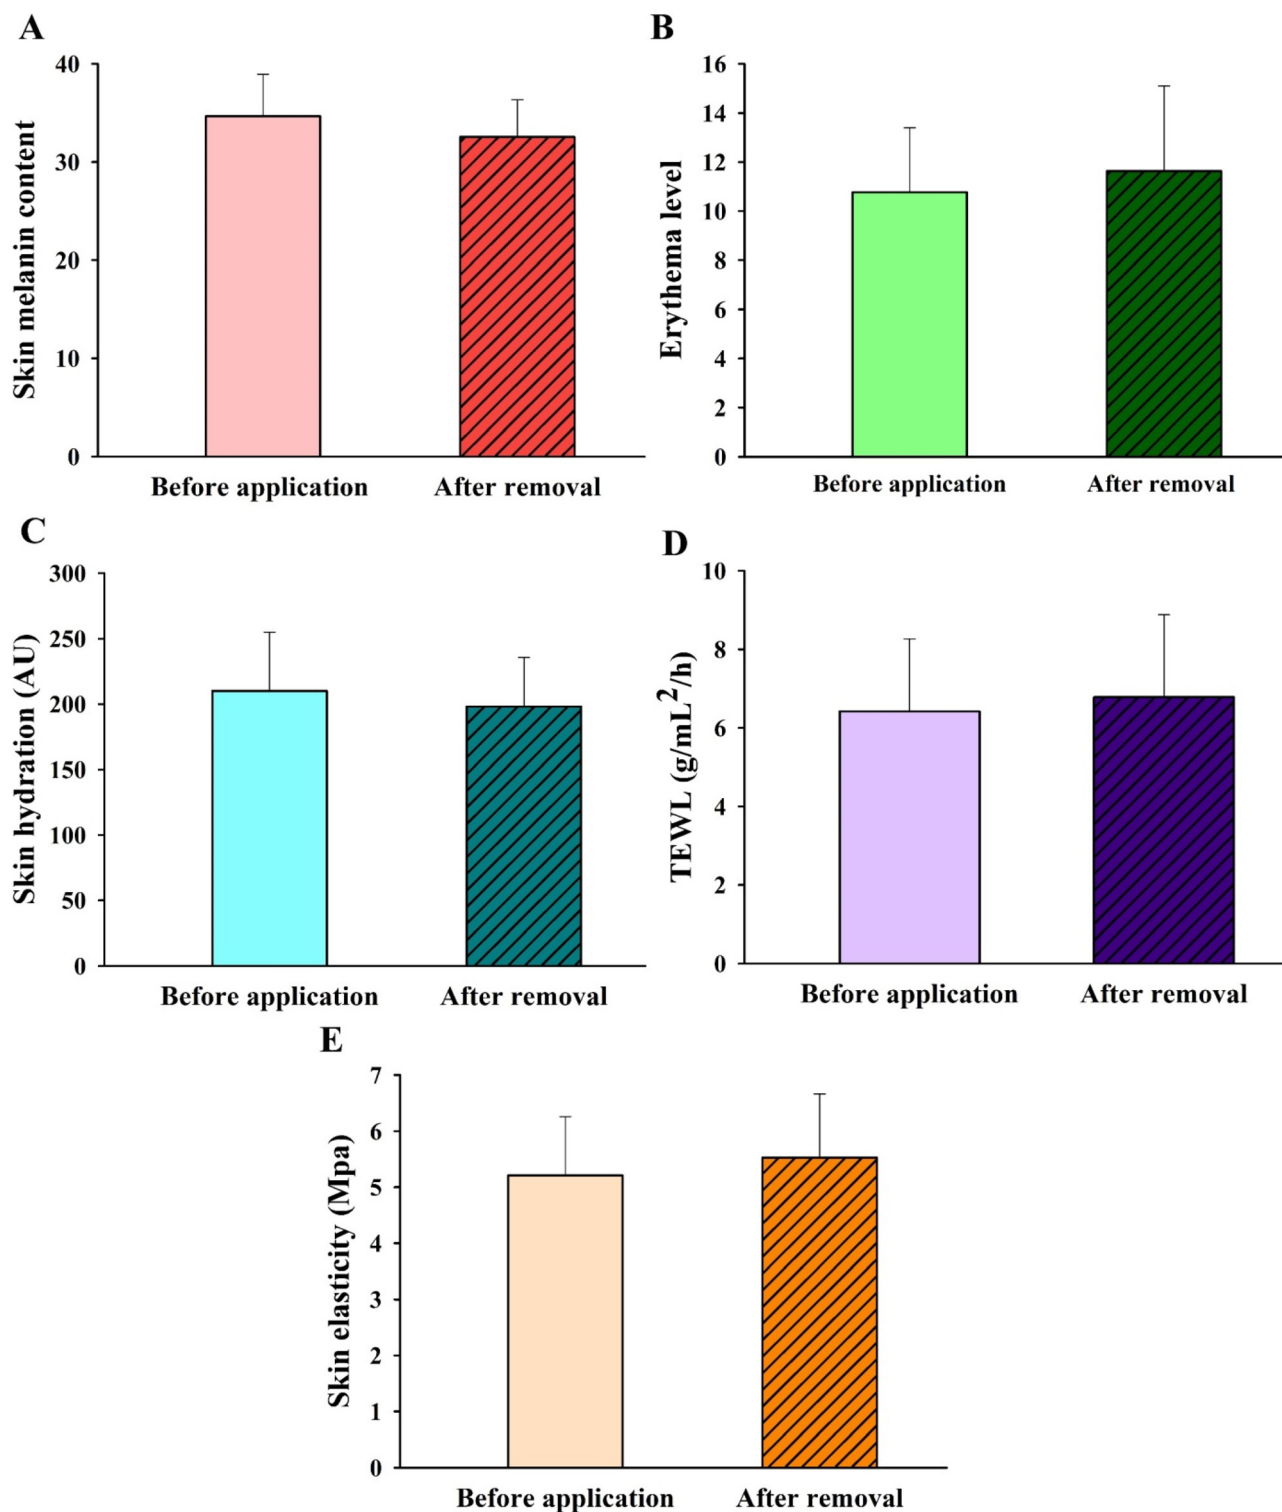 A
40
30
20
10
0
Skin melanin content
Before application
After removal
B
16
14
12
10
8
6
4
2
0
Erythema level
Before application
After removal
C
300
250
200
150
100
50
0
Skin hydration (AU)
Before application
After removal
D
10
8
6
4
2
0
TEWL (g/mL²/h)
Before application
After removal
E
7
6
5
4
3
2
1
0
Skin elasticity (Mpa)
Before application
After removal